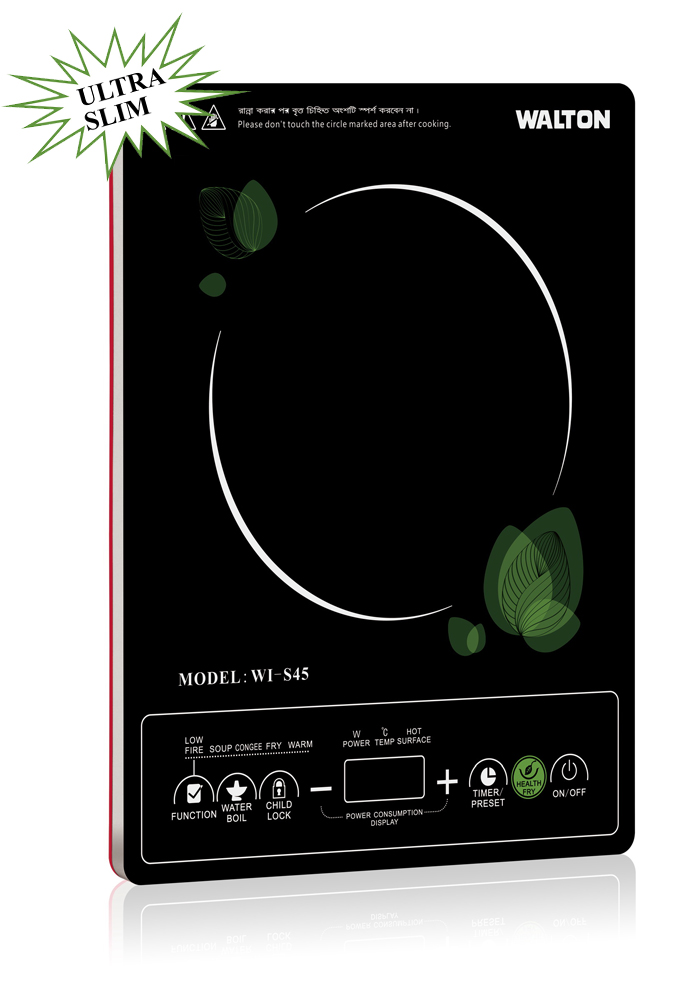 ULTRA
SLIM
রান্না করার পর বৃত্ত চিহ্নিত অংশটি স্পর্শ করবেন না।
Please don't touch the circle marked area after cooking.
WALTON
MODEL: WI-S45
LOW
FIRE SOUP CONGEE FRY WARM
W °C HOT
POWER TEMP SURFACE
FUNCTION
WATER
BOIL
CHILD
LOCK
−
+
POWER CONSUMPTION
DISPLAY
TIMER/
PRESET
HEALTH
FRY
ON/OFF